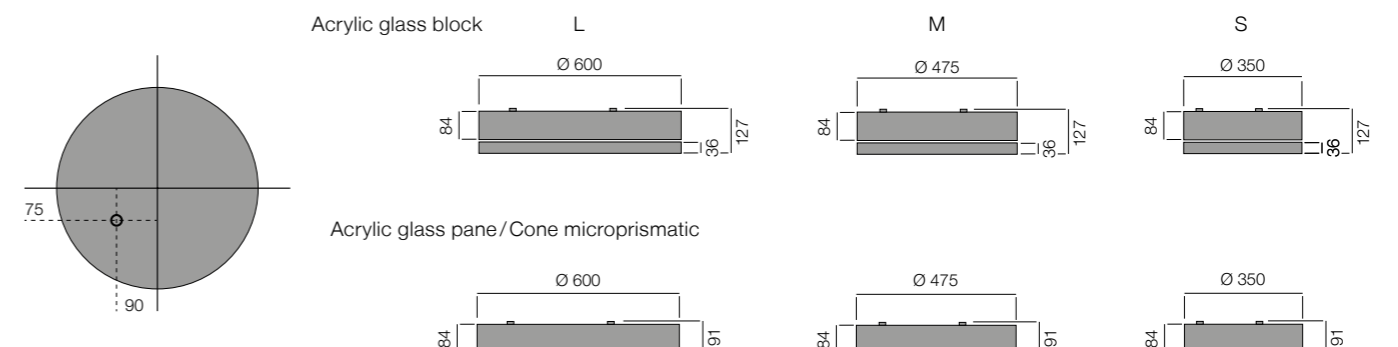 Acrylic glass block L M S
Ø 600 Ø 475 Ø 350
84 36 127 84 36 127 84 36 127
75
90
Acrylic glass pane/Cone microprismatic
Ø 600 Ø 475 Ø 350
84 91 84 91 84 91